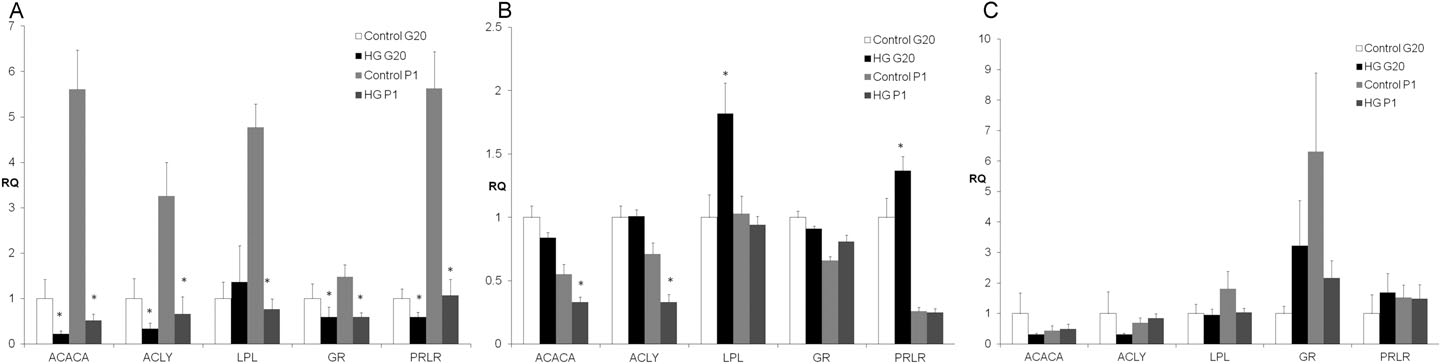 A
7
6
5
4
RQ
3
2
1
0
Control G20
HG G20
Control P1
HG P1
* * * * * * * * *
ACACA ACLY LPL GR PRLR
B
2.5
2
1.5
RQ
1
0.5
0
Control G20
HG G20
Control P1
HG P1
* * * *
ACACA ACLY LPL GR PRLR
C
10
9
8
7
6
RQ
5
4
3
2
1
0
Control G20
HG G20
Control P1
HG P1
ACACA ACLY LPL GR PRLR